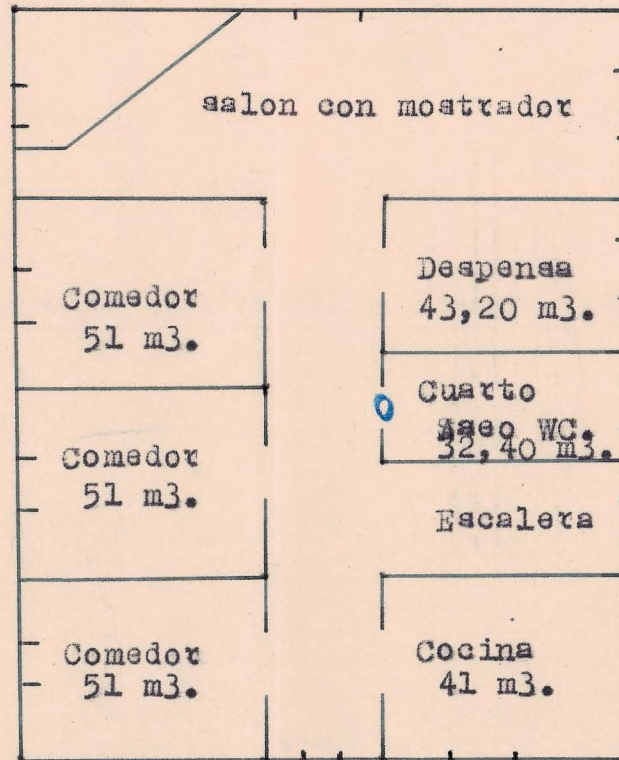 salon con mostrador
Comedor
51 m3.
Despensa
43,20 m3.
Cuarto
Aseo WC.
32,40 m3.
Comedor
51 m3.
Escalera
Comedor
51 m3.
Cocina
41 m3.